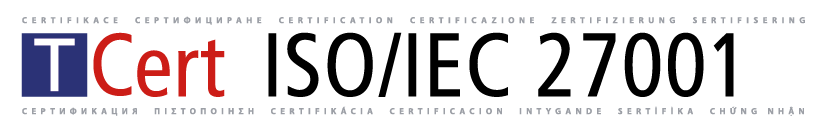 CERTIFIKACE СЕРТИФИЦИРАНЕ CERTIFICATION CERTIFICAZIONE ZERTIFIZIERUNG SERTIFISERING
TCert ISO/IEC 27001
СЕРТИФИКАЦИЯ ΠΙΣΤΟΠΟΙΗΣΗ CERTIFIKÁCIA CERTIFICACION INTYGANDE SERTİFİKA CHỨNG NHẬN